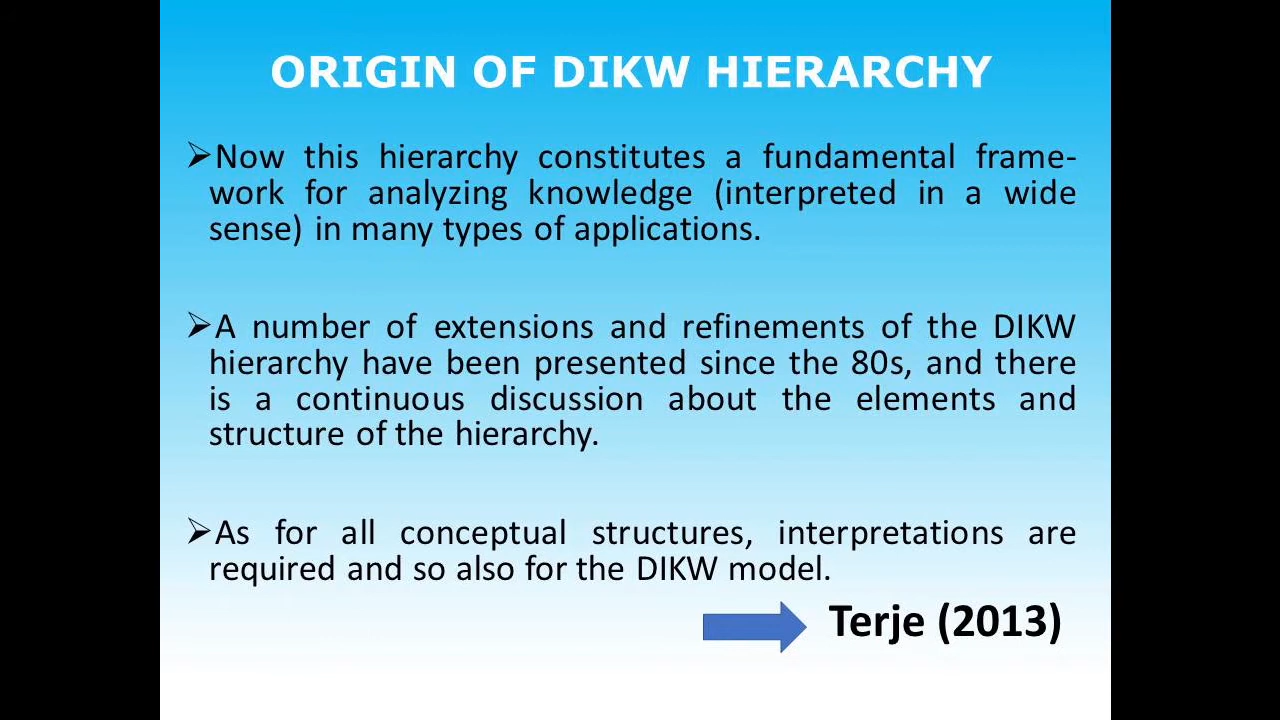 ORIGIN OF DIKW HIERARCHY
➢Now this hierarchy constitutes a fundamental frame-
work for analyzing knowledge (interpreted in a wide
sense) in many types of applications.
➢A number of extensions and refinements of the DIKW
hierarchy have been presented since the 80s, and there
is a continuous discussion about the elements and
structure of the hierarchy.
➢As for all conceptual structures, interpretations are
required and so also for the DIKW model.
Terje (2013)